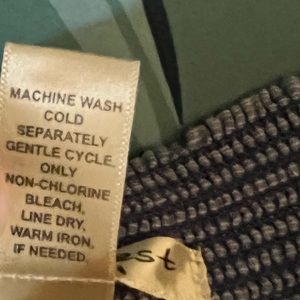 MACHINE WASH
COLD
SEPARATELY
GENTLE CYCLE.
ONLY
NON-CHLORINE
BLEACH.
LINE DRY.
WARM IRON,
IF NEEDED.